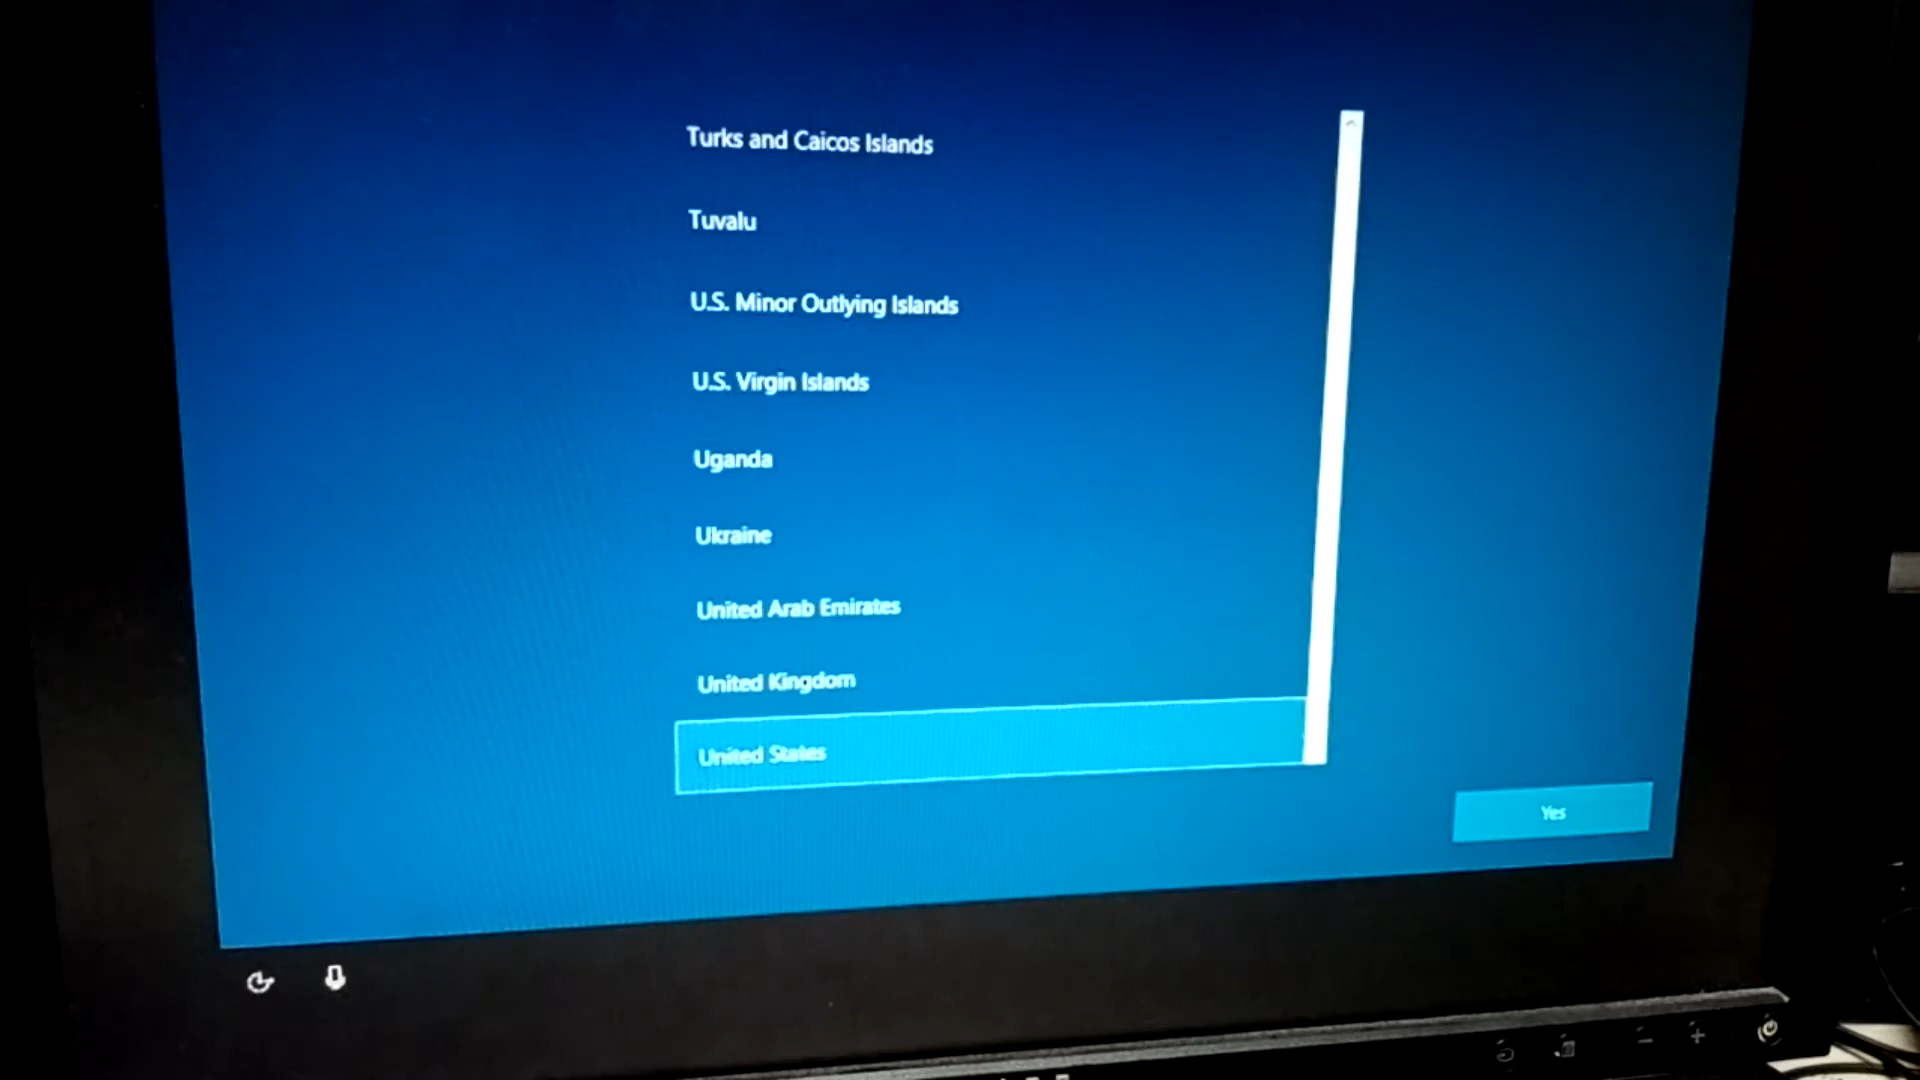 Turks and Caicos Islands
Tuvalu
U.S. Minor Outlying Islands
U.S. Virgin Islands
Uganda
Ukraine
United Arab Emirates
United Kingdom
United States
Yes